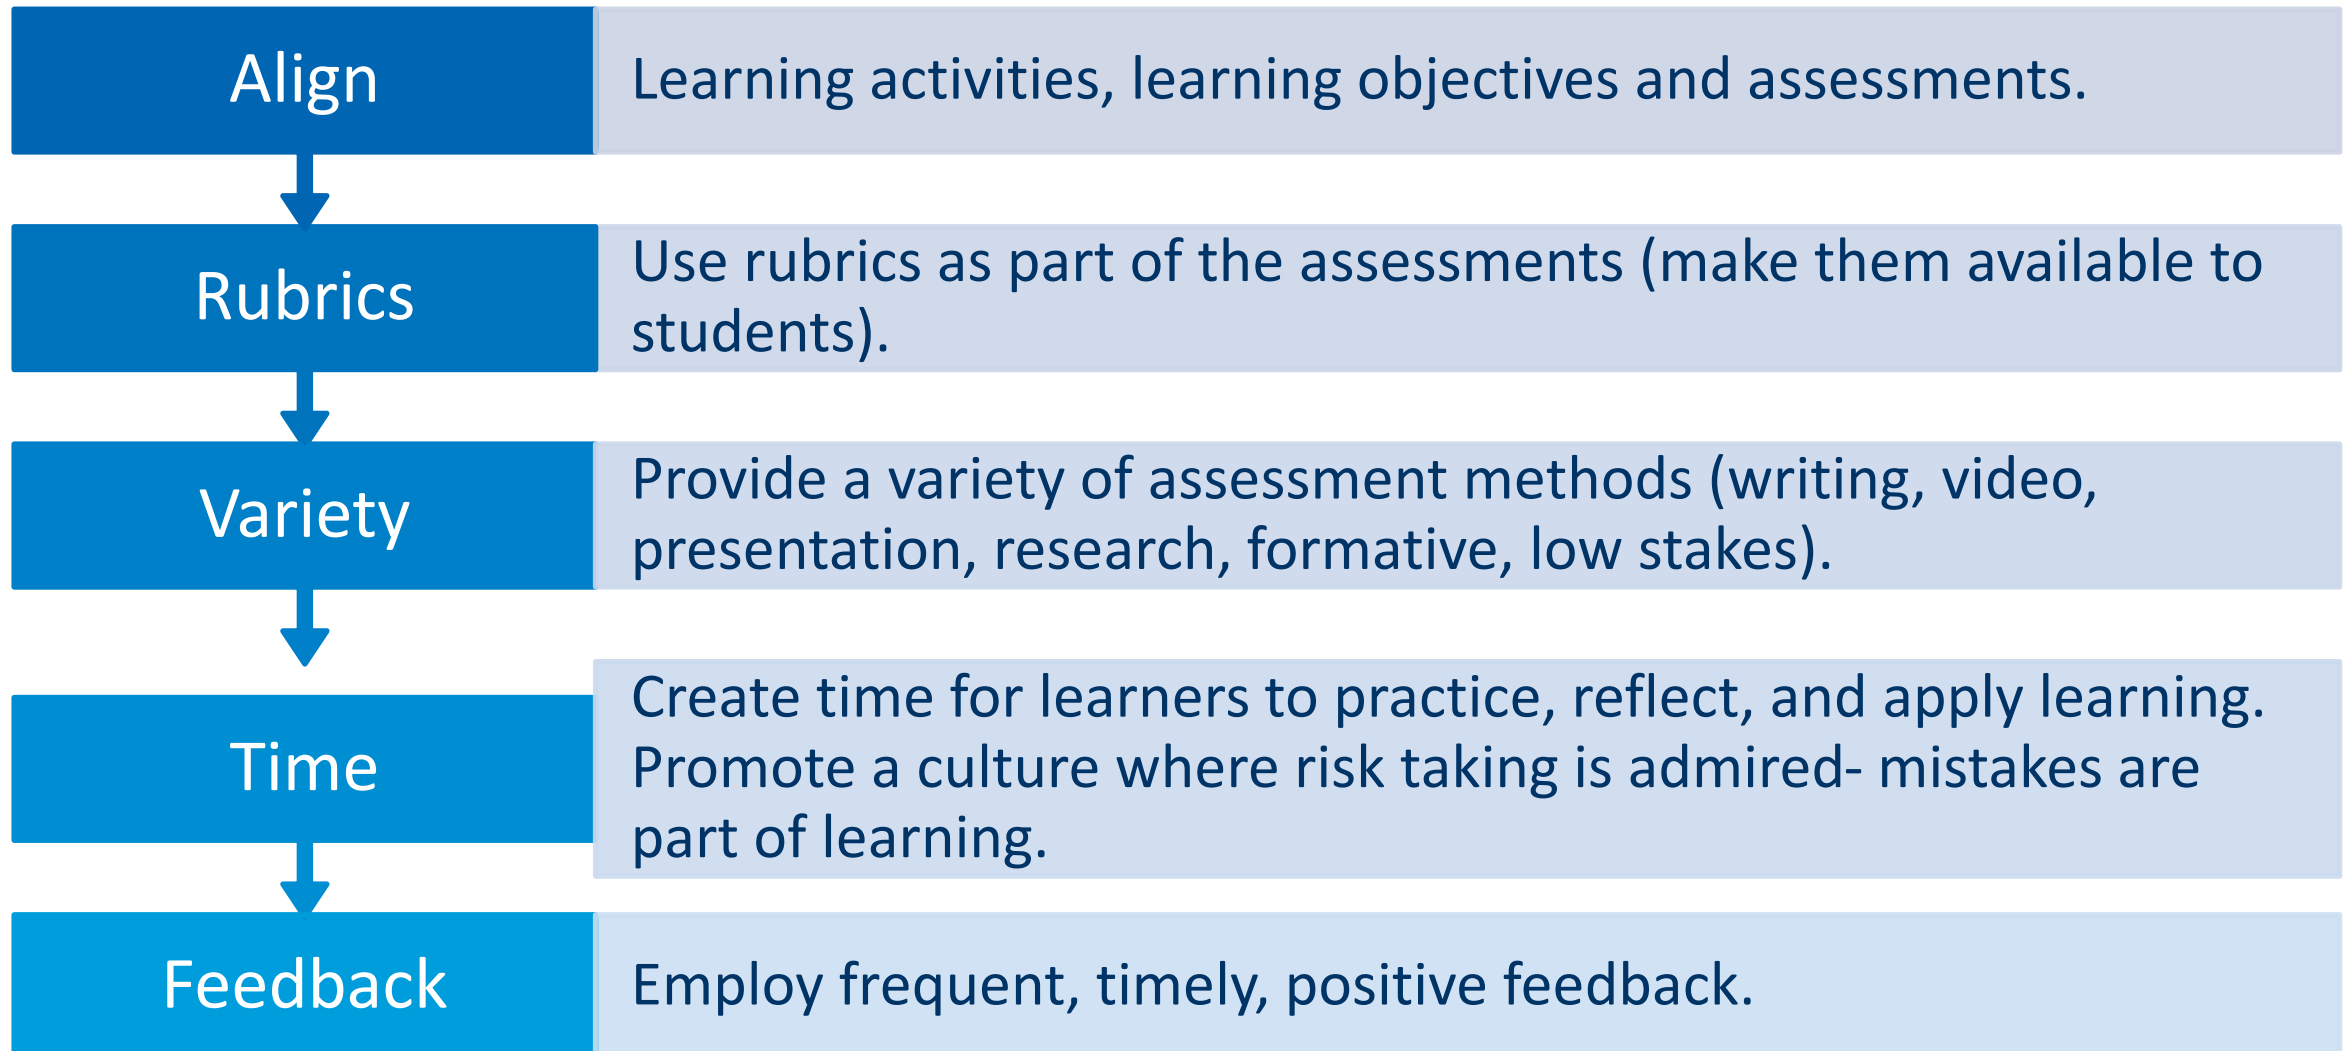 Align
Learning activities, learning objectives and assessments.
Rubrics
Use rubrics as part of the assessments (make them available to
students).
Variety
Provide a variety of assessment methods (writing, video,
presentation, research, formative, low stakes).
Time
Create time for learners to practice, reflect, and apply learning.
Promote a culture where risk taking is admired- mistakes are
part of learning.
Feedback
Employ frequent, timely, positive feedback.